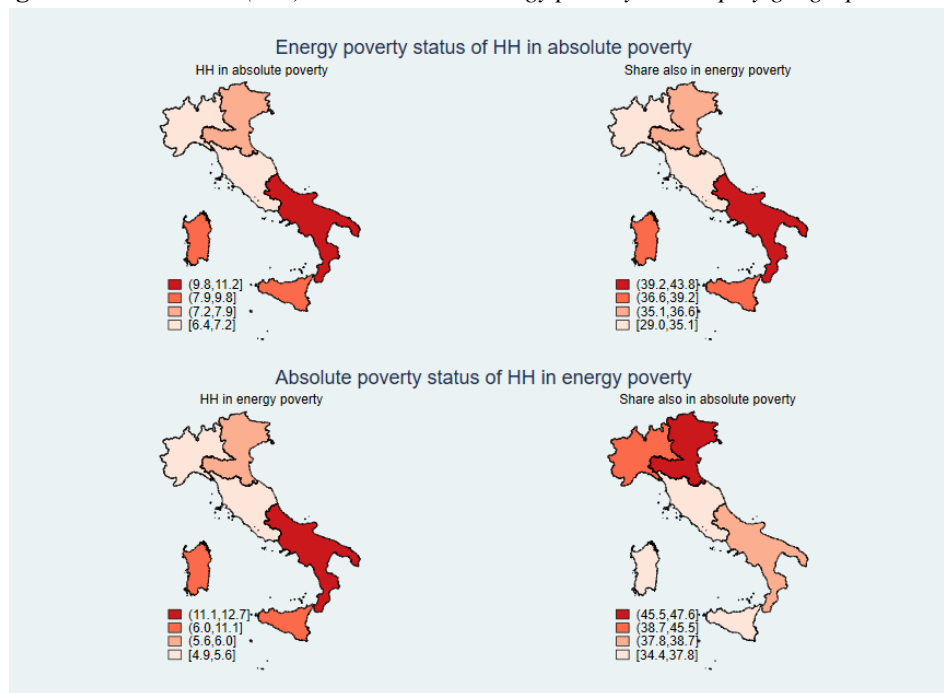 Energy poverty status of HH in absolute poverty
HH in absolute poverty
Share also in energy poverty
(9.8,11.2]
(7.9,9.8]
(7.2,7.9]
[6.4,7.2]
(39.2,43.8]
(36.6,39.2]
(35.1,36.6]
[29.0,35.1]
Absolute poverty status of HH in energy poverty
HH in energy poverty
Share also in absolute poverty
(11.1,12.7]
(6.0,11.1]
(5.6,6.0]
[4.9,5.6]
(45.5,47.6]
(38.7,45.5]
(37.8,38.7]
[34.4,37.8]